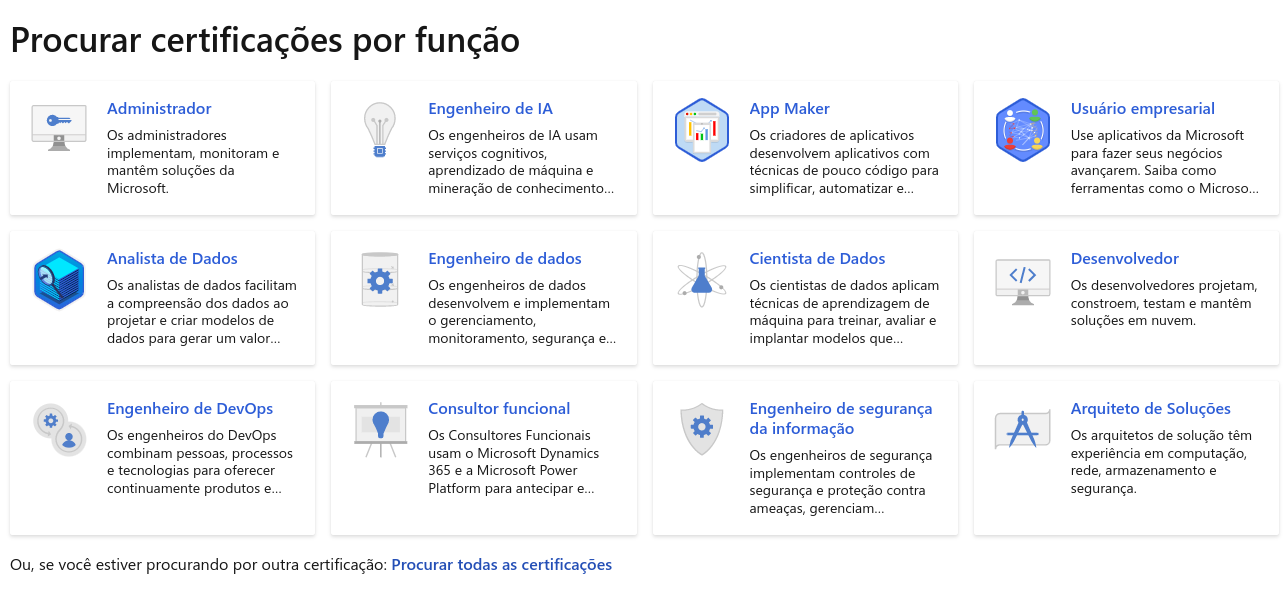 Procurar certificações por função
Administrador
Os administradores
implementam, monitoram e
mantêm soluções da
Microsoft.
Engenheiro de IA
Os engenheiros de IA usam
serviços cognitivos,
aprendizado de máquina e
mineração de conhecimento...
App Maker
Os criadores de aplicativos
desenvolvem aplicativos com
técnicas de pouco código para
simplificar, automatizar e...
Usuário empresarial
Use aplicativos da Microsoft
para fazer seus negócios
avançarem. Saiba como
ferramentas como o Microso...
Analista de Dados
Os analistas de dados facilitam
a compreensão dos dados ao
projetar e criar modelos de
dados para gerar um valor...
Engenheiro de dados
Os engenheiros de dados
desenvolvem e implementam
o gerenciamento,
monitoramento, segurança e...
Cientista de Dados
Os cientistas de dados aplicam
técnicas de aprendizagem de
máquina para treinar, avaliar e
implantar modelos que...
Desenvolvedor
Os desenvolvedores projetam,
constroem, testam e mantêm
soluções em nuvem.
Engenheiro de DevOps
Os engenheiros do DevOps
combinam pessoas, processos
e tecnologias para oferecer
continuamente produtos e...
Consultor funcional
Os Consultores Funcionais
usam o Microsoft Dynamics
365 e a Microsoft Power
Platform para antecipar e...
Engenheiro de segurança
da informação
Os engenheiros de segurança
implementam controles de
segurança e proteção contra
ameaças, gerenciam...
Arquiteto de Soluções
Os arquitetos de solução têm
experiência em computação,
rede, armazenamento e
segurança.
Ou, se você estiver procurando por outra certificação: Procurar todas as certificações